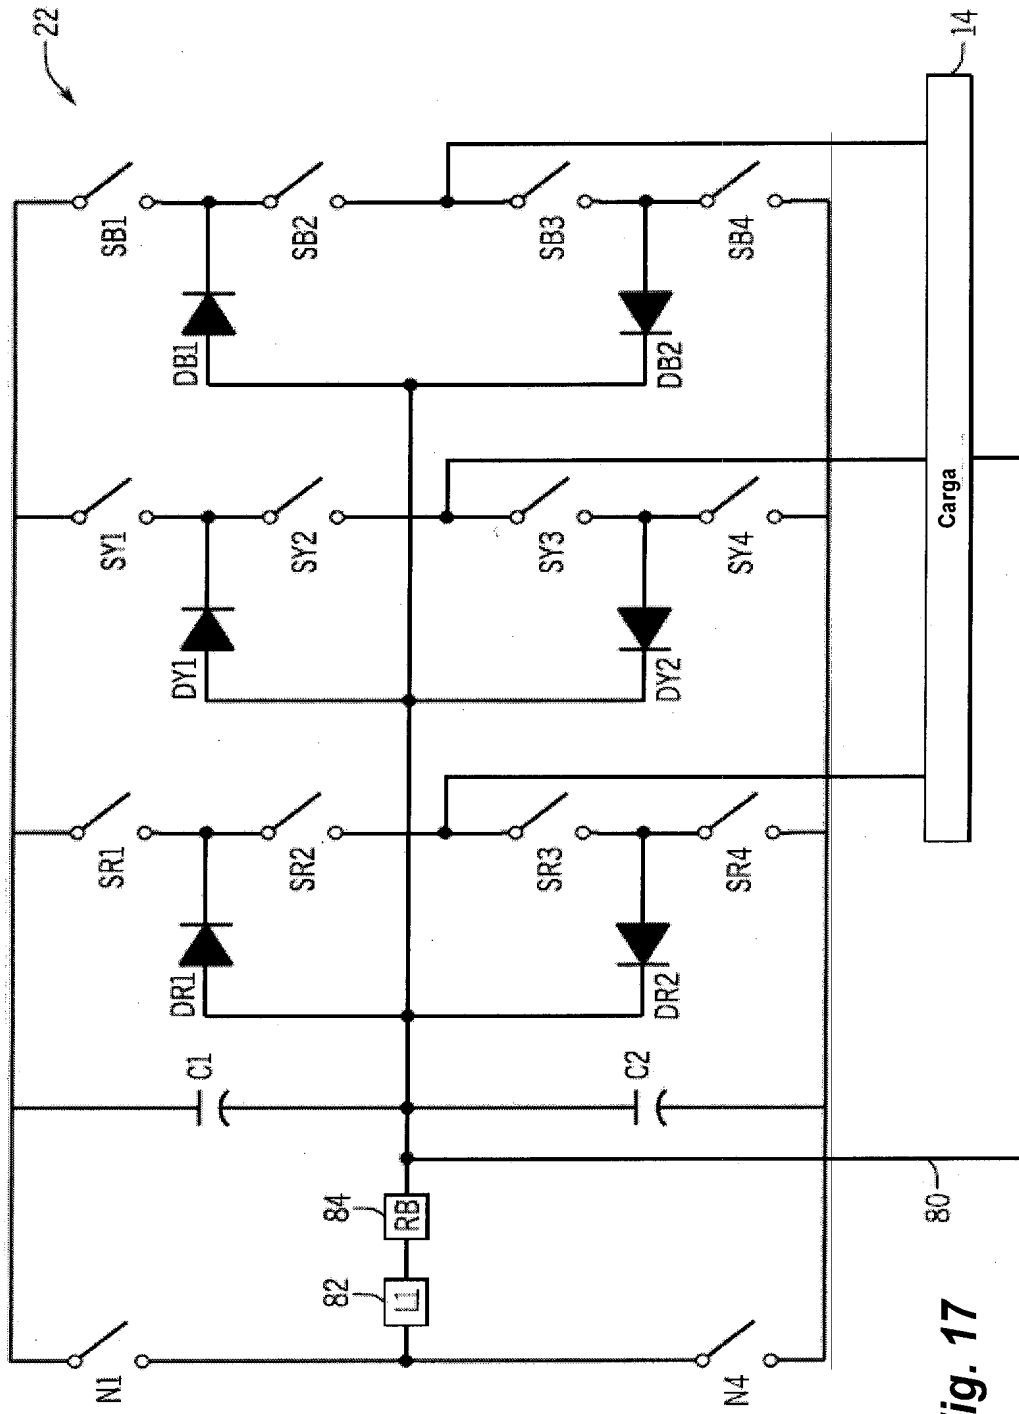 22
SB1
SB2
SB3
SB4
DB1
DB2
14
SY1
SY2
SY3
SY4
DY1
DY2
Carga
SR1
SR2
SR3
SR4
DR1
DR2
C1
C2
84
RB
82
L1
80
N1
N4
ig. 17